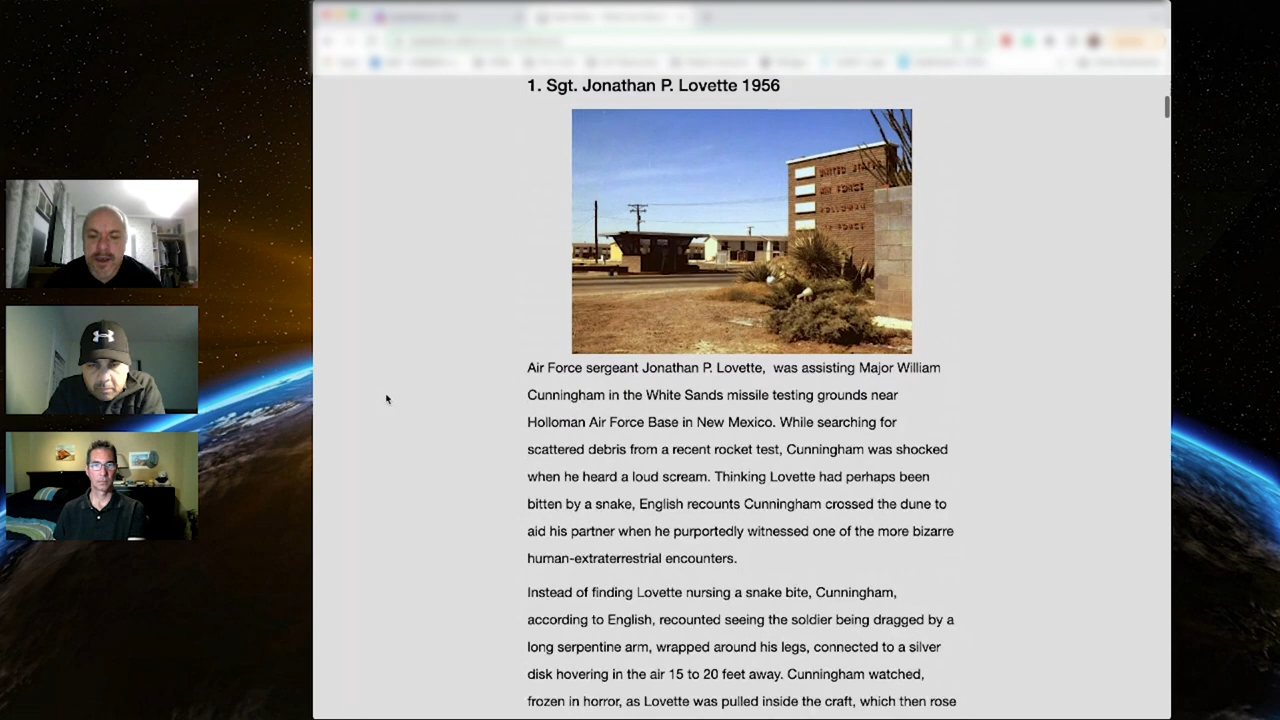 1. Sgt. Jonathan P. Lovette 1956
UNITED STATES
AIR FORCE
HOLLOMAN
Air Force sergeant Jonathan P. Lovette, was assisting Major William
Cunningham in the White Sands missile testing grounds near
Holloman Air Force Base in New Mexico. While searching for
scattered debris from a recent rocket test, Cunningham was shocked
when he heard a loud scream. Thinking Lovette had perhaps been
bitten by a snake, English recounts Cunningham crossed the dune to
aid his partner when he purportedly witnessed one of the more bizarre
human-extraterrestrial encounters.
Instead of finding Lovette nursing a snake bite, Cunningham,
according to English, recounted seeing the soldier being dragged by a
long serpentine arm, wrapped around his legs, connected to a silver
disk hovering in the air 15 to 20 feet away. Cunningham watched,
frozen in horror, as Lovette was pulled inside the craft, which then rose